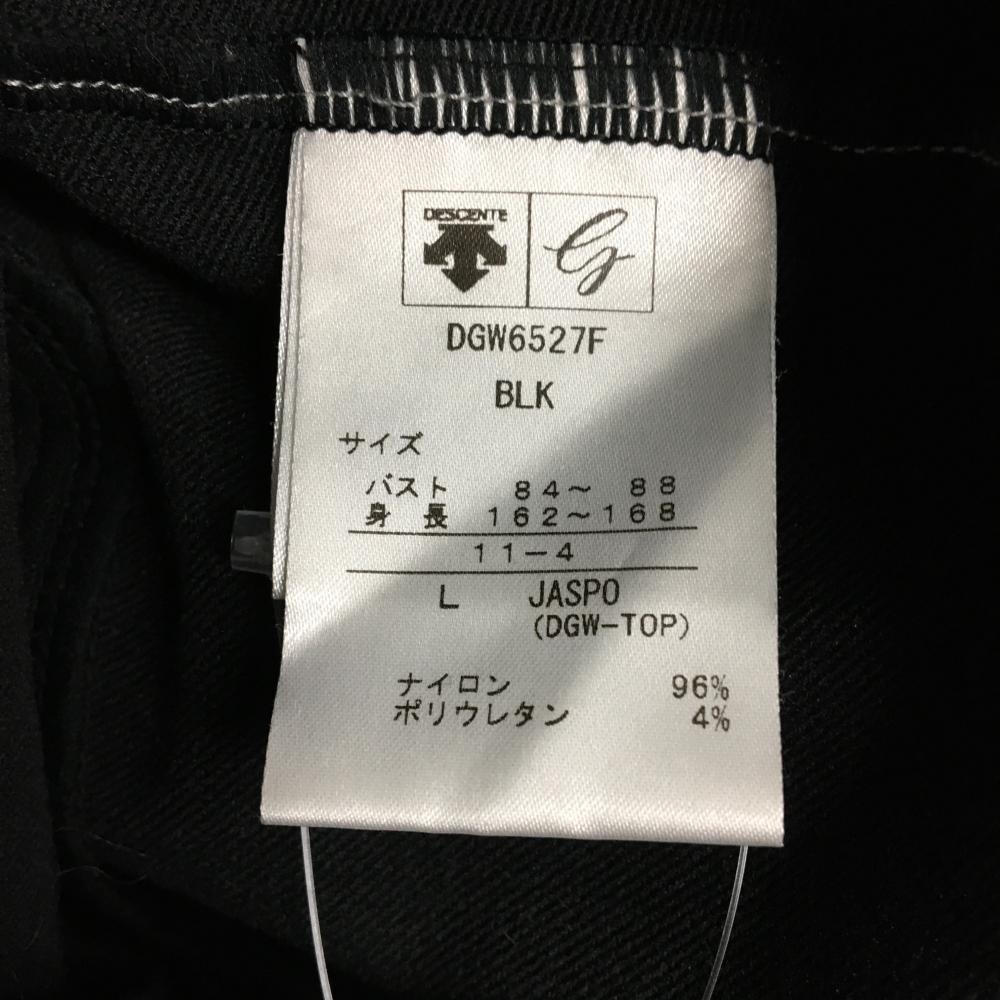 DESCENTE G
DGW6527F
BLK
サイズ
バスト 84～ 88
身 長 162～168
11-4
L JASPO
(DGW-TOP)
ナイロン 96%
ポリウレタン 4%